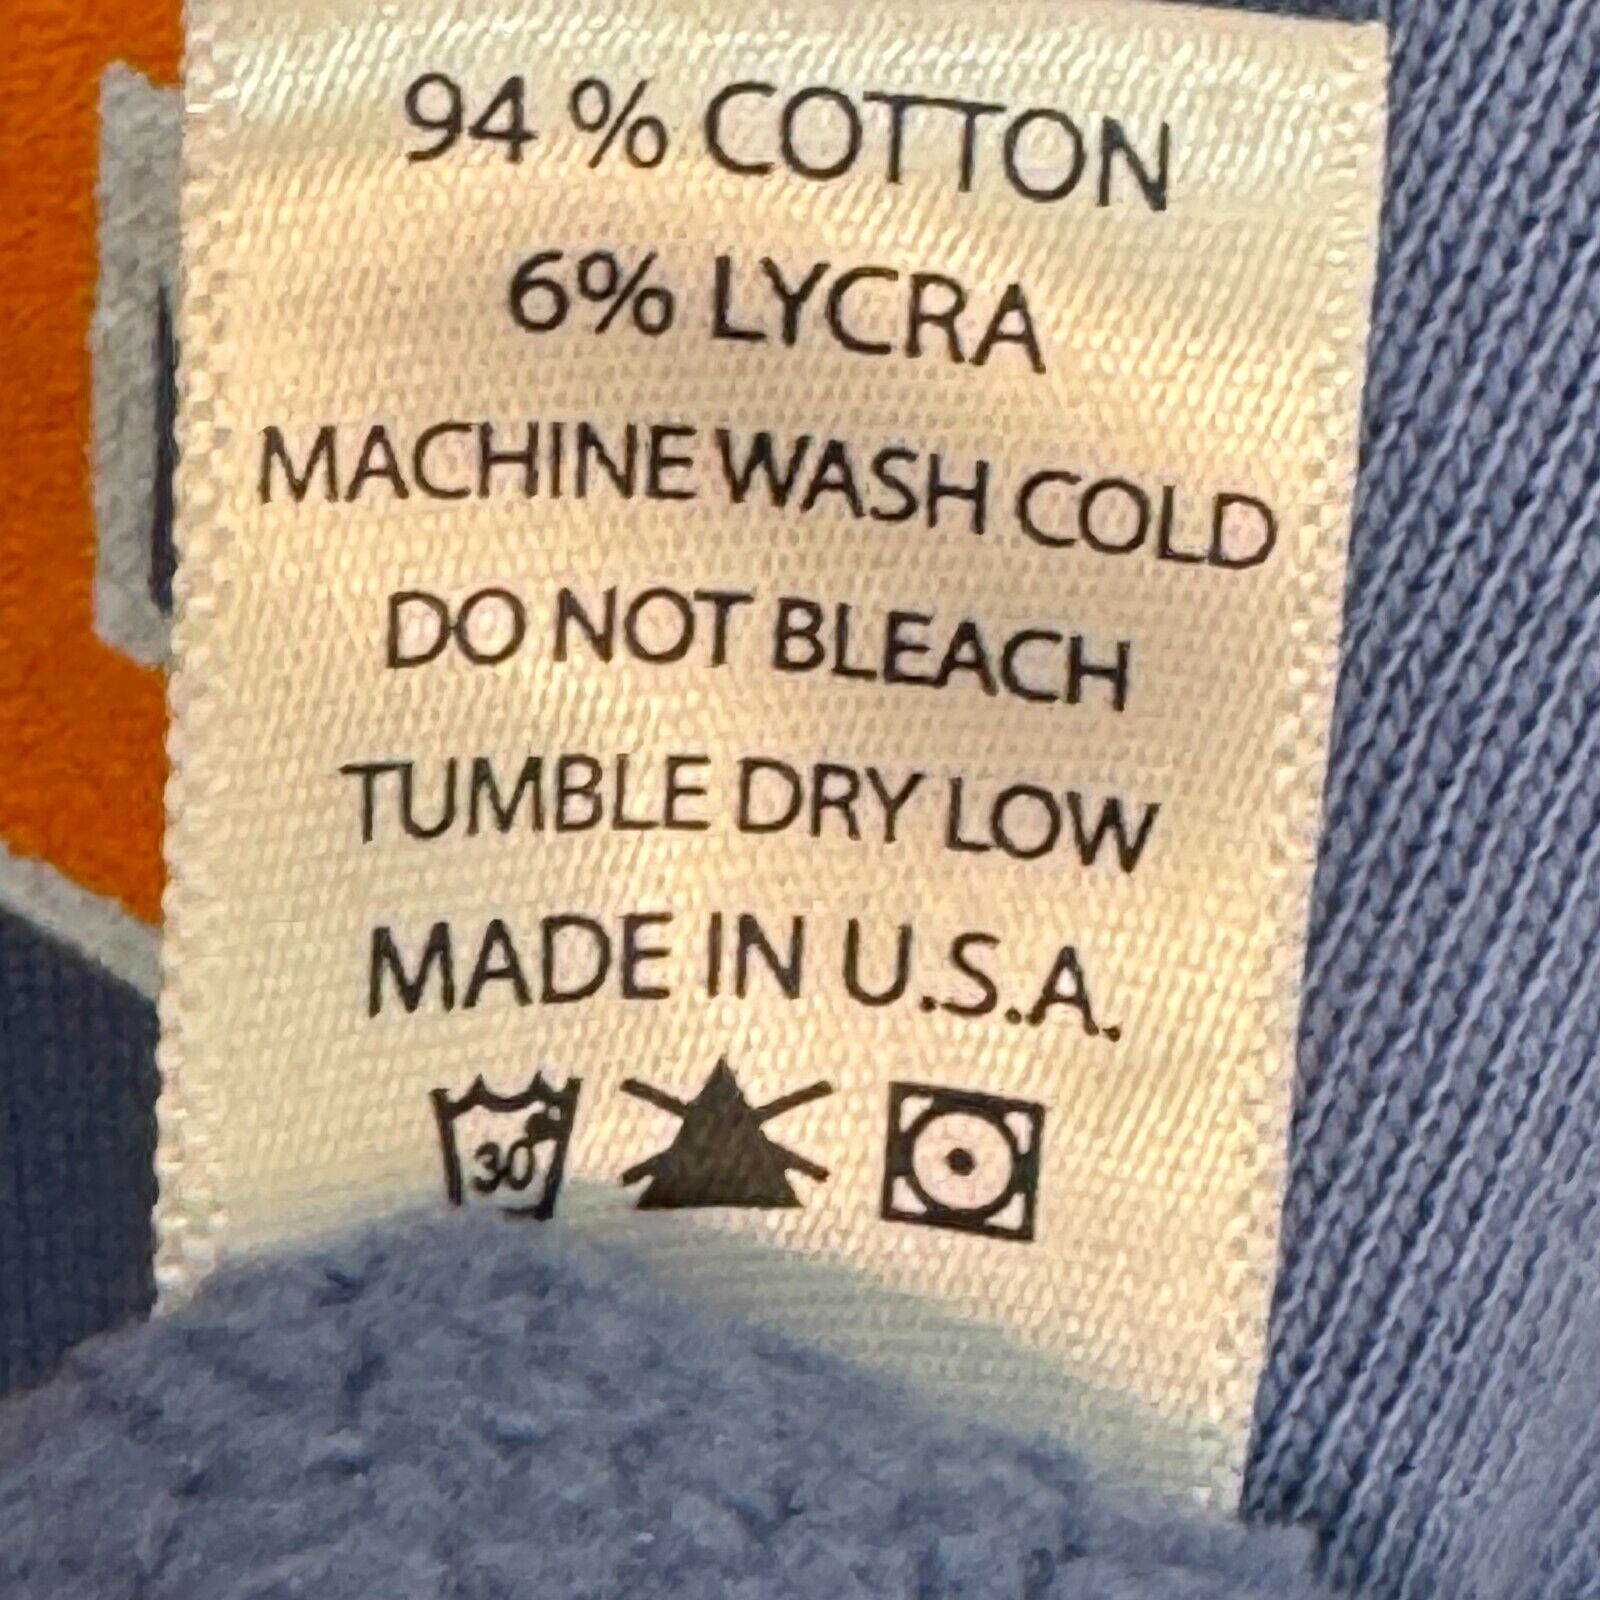 94 % COTTON
6% LYCRA
MACHINE WASH COLD
DO NOT BLEACH
TUMBLE DRY LOW
MADE IN U.S.A.
30°